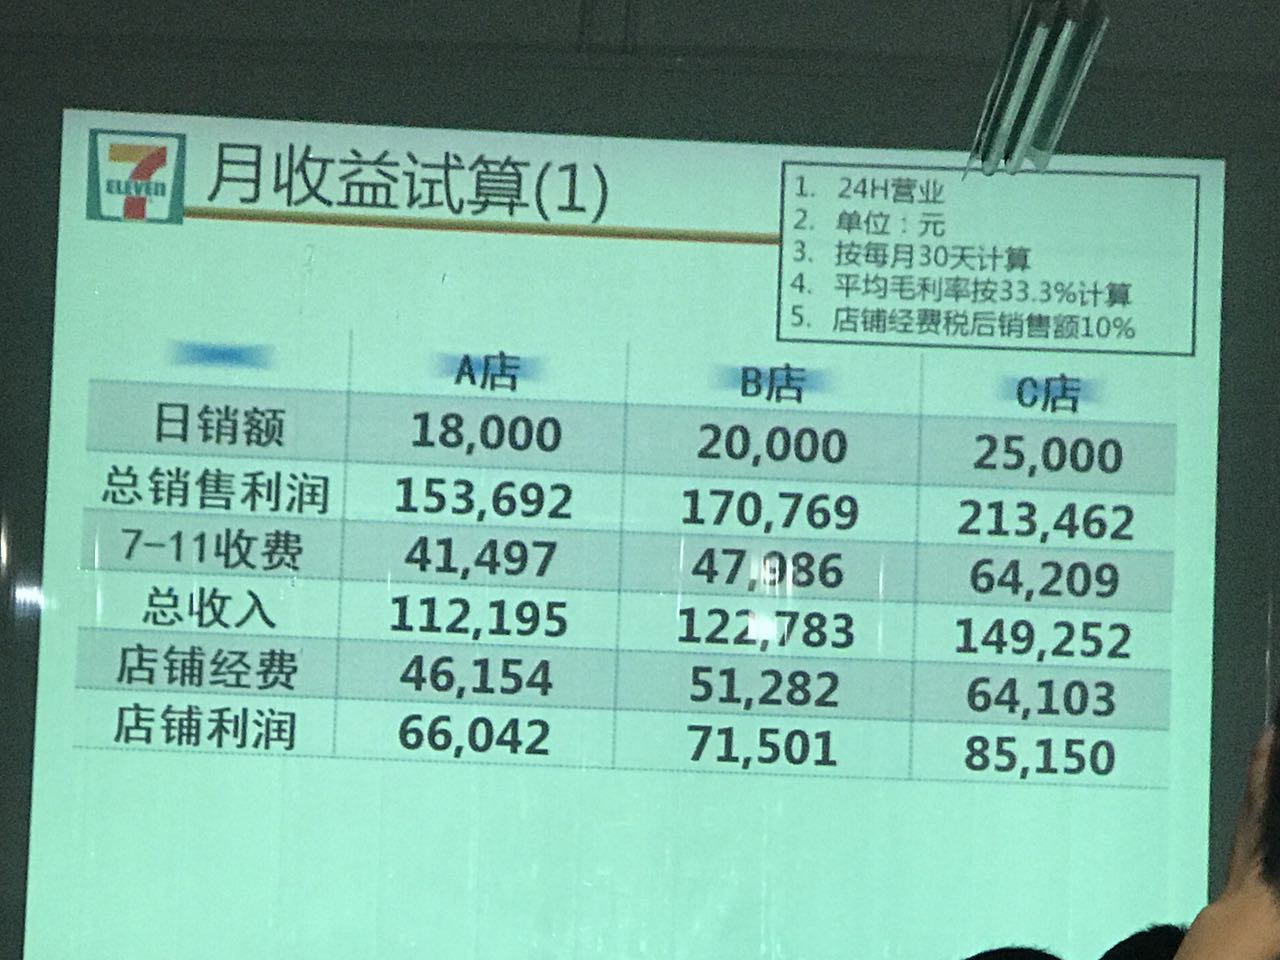 7
ELEVEN
月收益试算(1)
1. 24H营业
2. 单位：元
3. 按每月30天计算
4. 平均毛利率按33.3%计算
5. 店铺经费税后销售额10%
A店 B店 C店
日销额 18,000 20,000 25,000
总销售利润 153,692 170,769 213,462
7-11收费 41,497 47,986 64,209
总收入 112,195 122,783 149,252
店铺经费 46,154 51,282 64,103
店铺利润 66,042 71,501 85,150